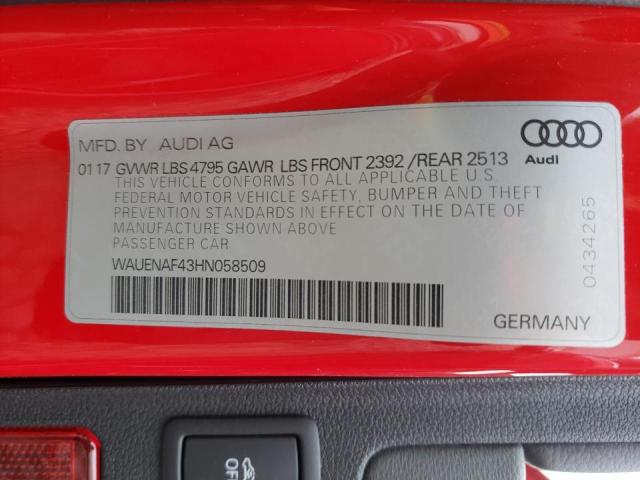 MFD. BY AUDI AG
Audi
0117 GVWR LBS 4795 GAWR LBS FRONT 2392 /REAR 2513
THIS VEHICLE CONFORMS TO ALL APPLICABLE U.S
FEDERAL MOTOR VEHICLE SAFETY, BUMPER AND THEFT
PREVENTION STANDARDS IN EFFECT ON THE DATE OF
MANUFACTURE SHOWN ABOVE
PASSENGER CAR
WAUENAF43HN058509
0434265
GERMANY
OFF